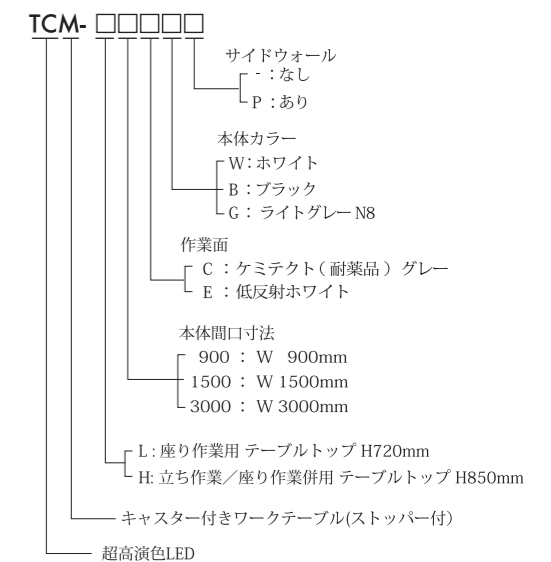 TCM- □□□□□
サイドウォール
- ：なし
P ：あり
本体カラー
W：ホワイト
B：ブラック
G： ライトグレー N8
作業面
C ：ケミテクト（ 耐薬品 ） グレー
E ：低反射ホワイト
本体間口寸法
900 ： W 900mm
1500 ： W 1500mm
3000 ： W 3000mm
L : 座り作業用 テーブルトップ H720mm
H: 立ち作業／座り作業併用 テーブルトップ H850mm
キャスター付きワークテーブル(ストッパー付）
超高演色LED